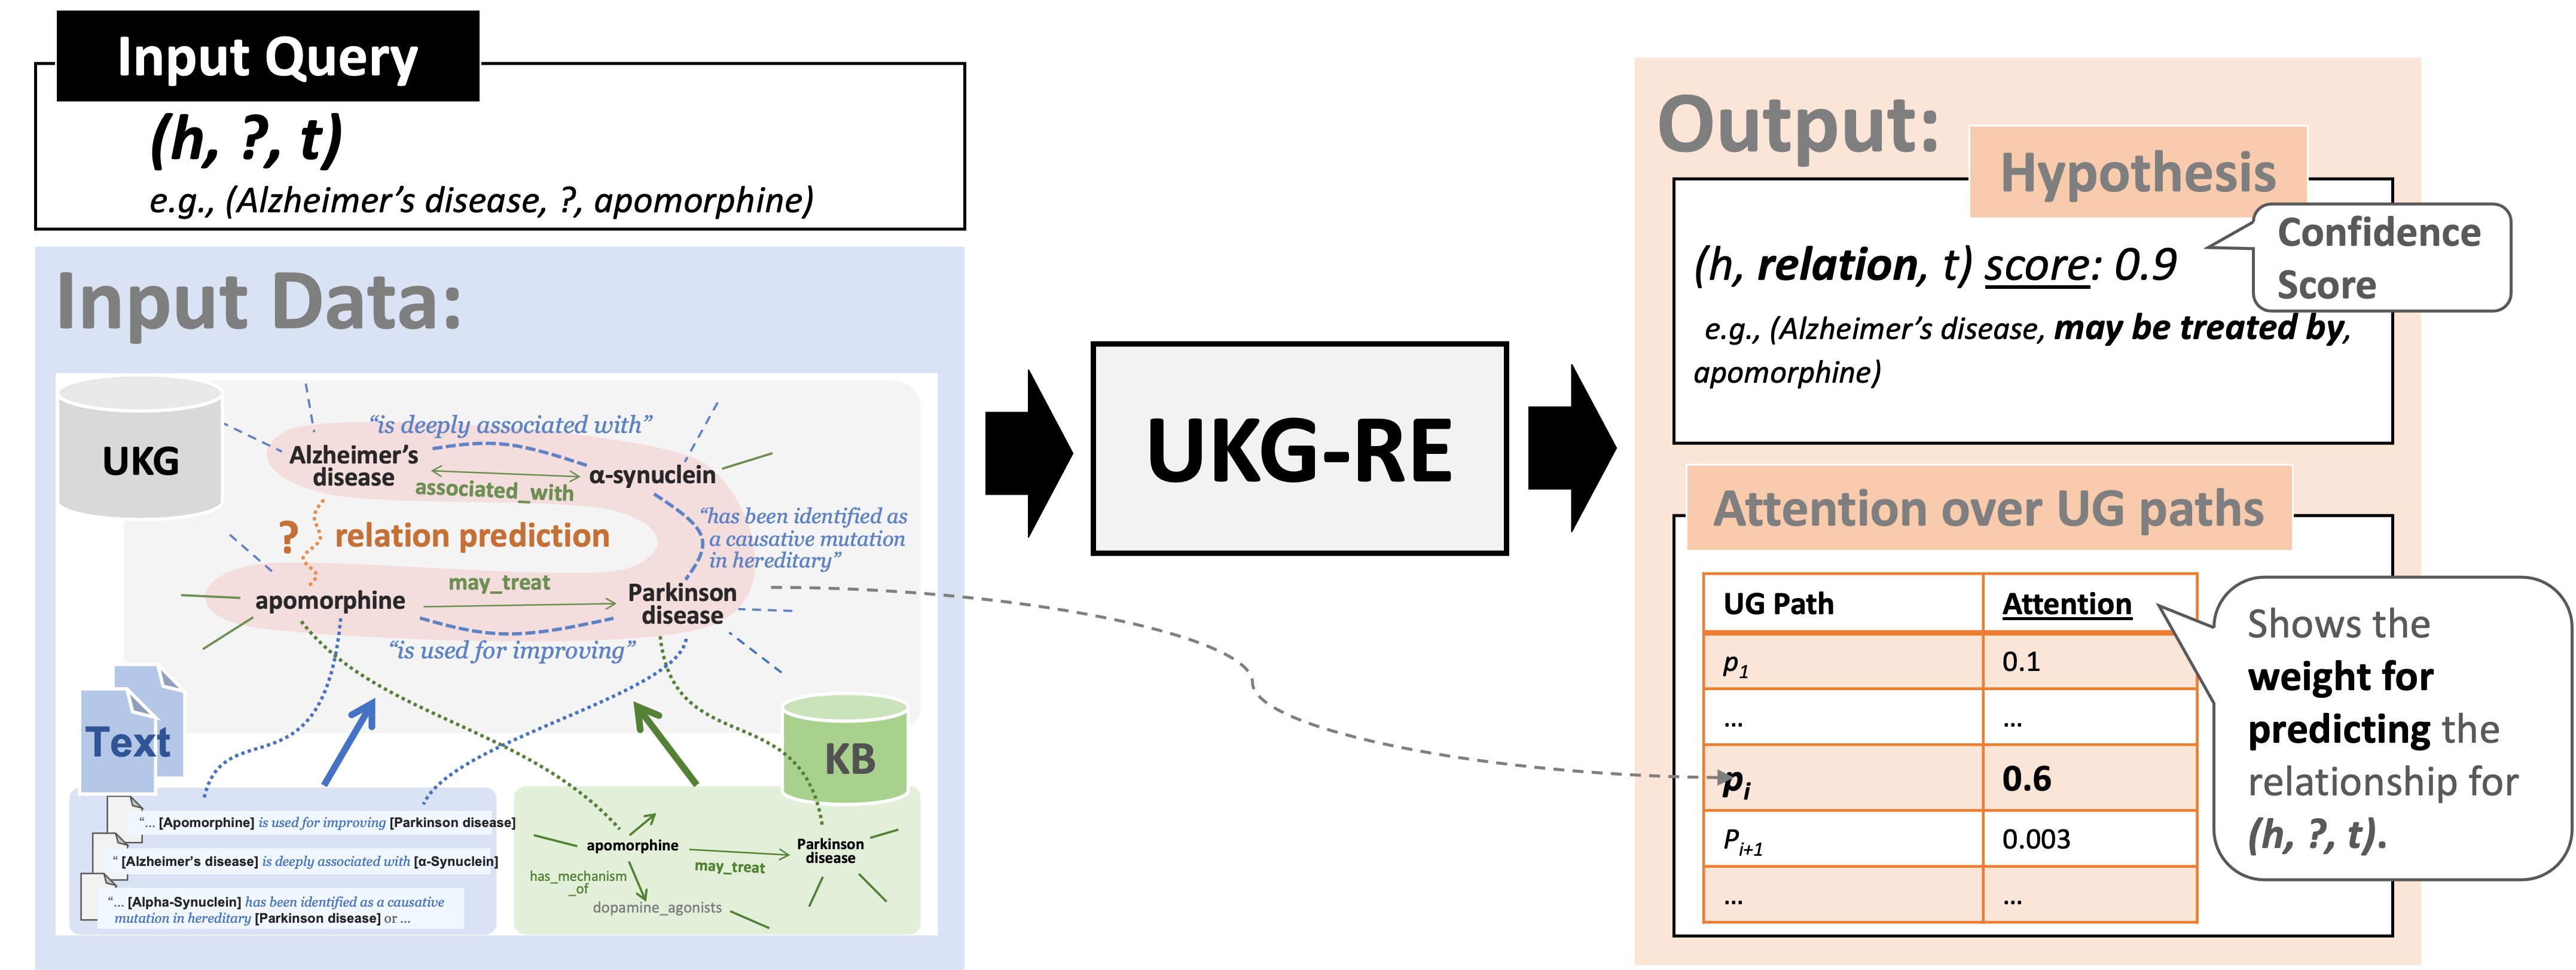 Input Query
(h, ?, t)
e.g., (Alzheimer's disease, ?, apomorphine)
Input Data:
UKG
“is deeply associated with”
Alzheimer's
disease
α-synuclein
associated_with
“has been identified as
a causative mutation
in hereditary”
? relation prediction
may_treat
apomorphine
Parkinson
disease
“is used for improving”
Text
KB
“... [Apomorphine] is used for improving [Parkinson disease]
“ [Alzheimer's disease] is deeply associated with [α-Synuclein]
“... [Alpha-Synuclein] has been identified as a causative
mutation in hereditary [Parkinson disease] or ...
apomorphine
Parkinson
disease
may_treat
has_mechanism
_of
dopamine_agonists
UKG-RE
Output:
Hypothesis
Confidence
Score
(h, relation, t) score: 0.9
e.g., (Alzheimer's disease, may be treated by,
apomorphine)
Attention over UG paths
UG Path Attention
p1 0.1
... ...
pi 0.6
Pi+1 0.003
... ...
Shows the
weight for
predicting the
relationship for
(h, ?, t).